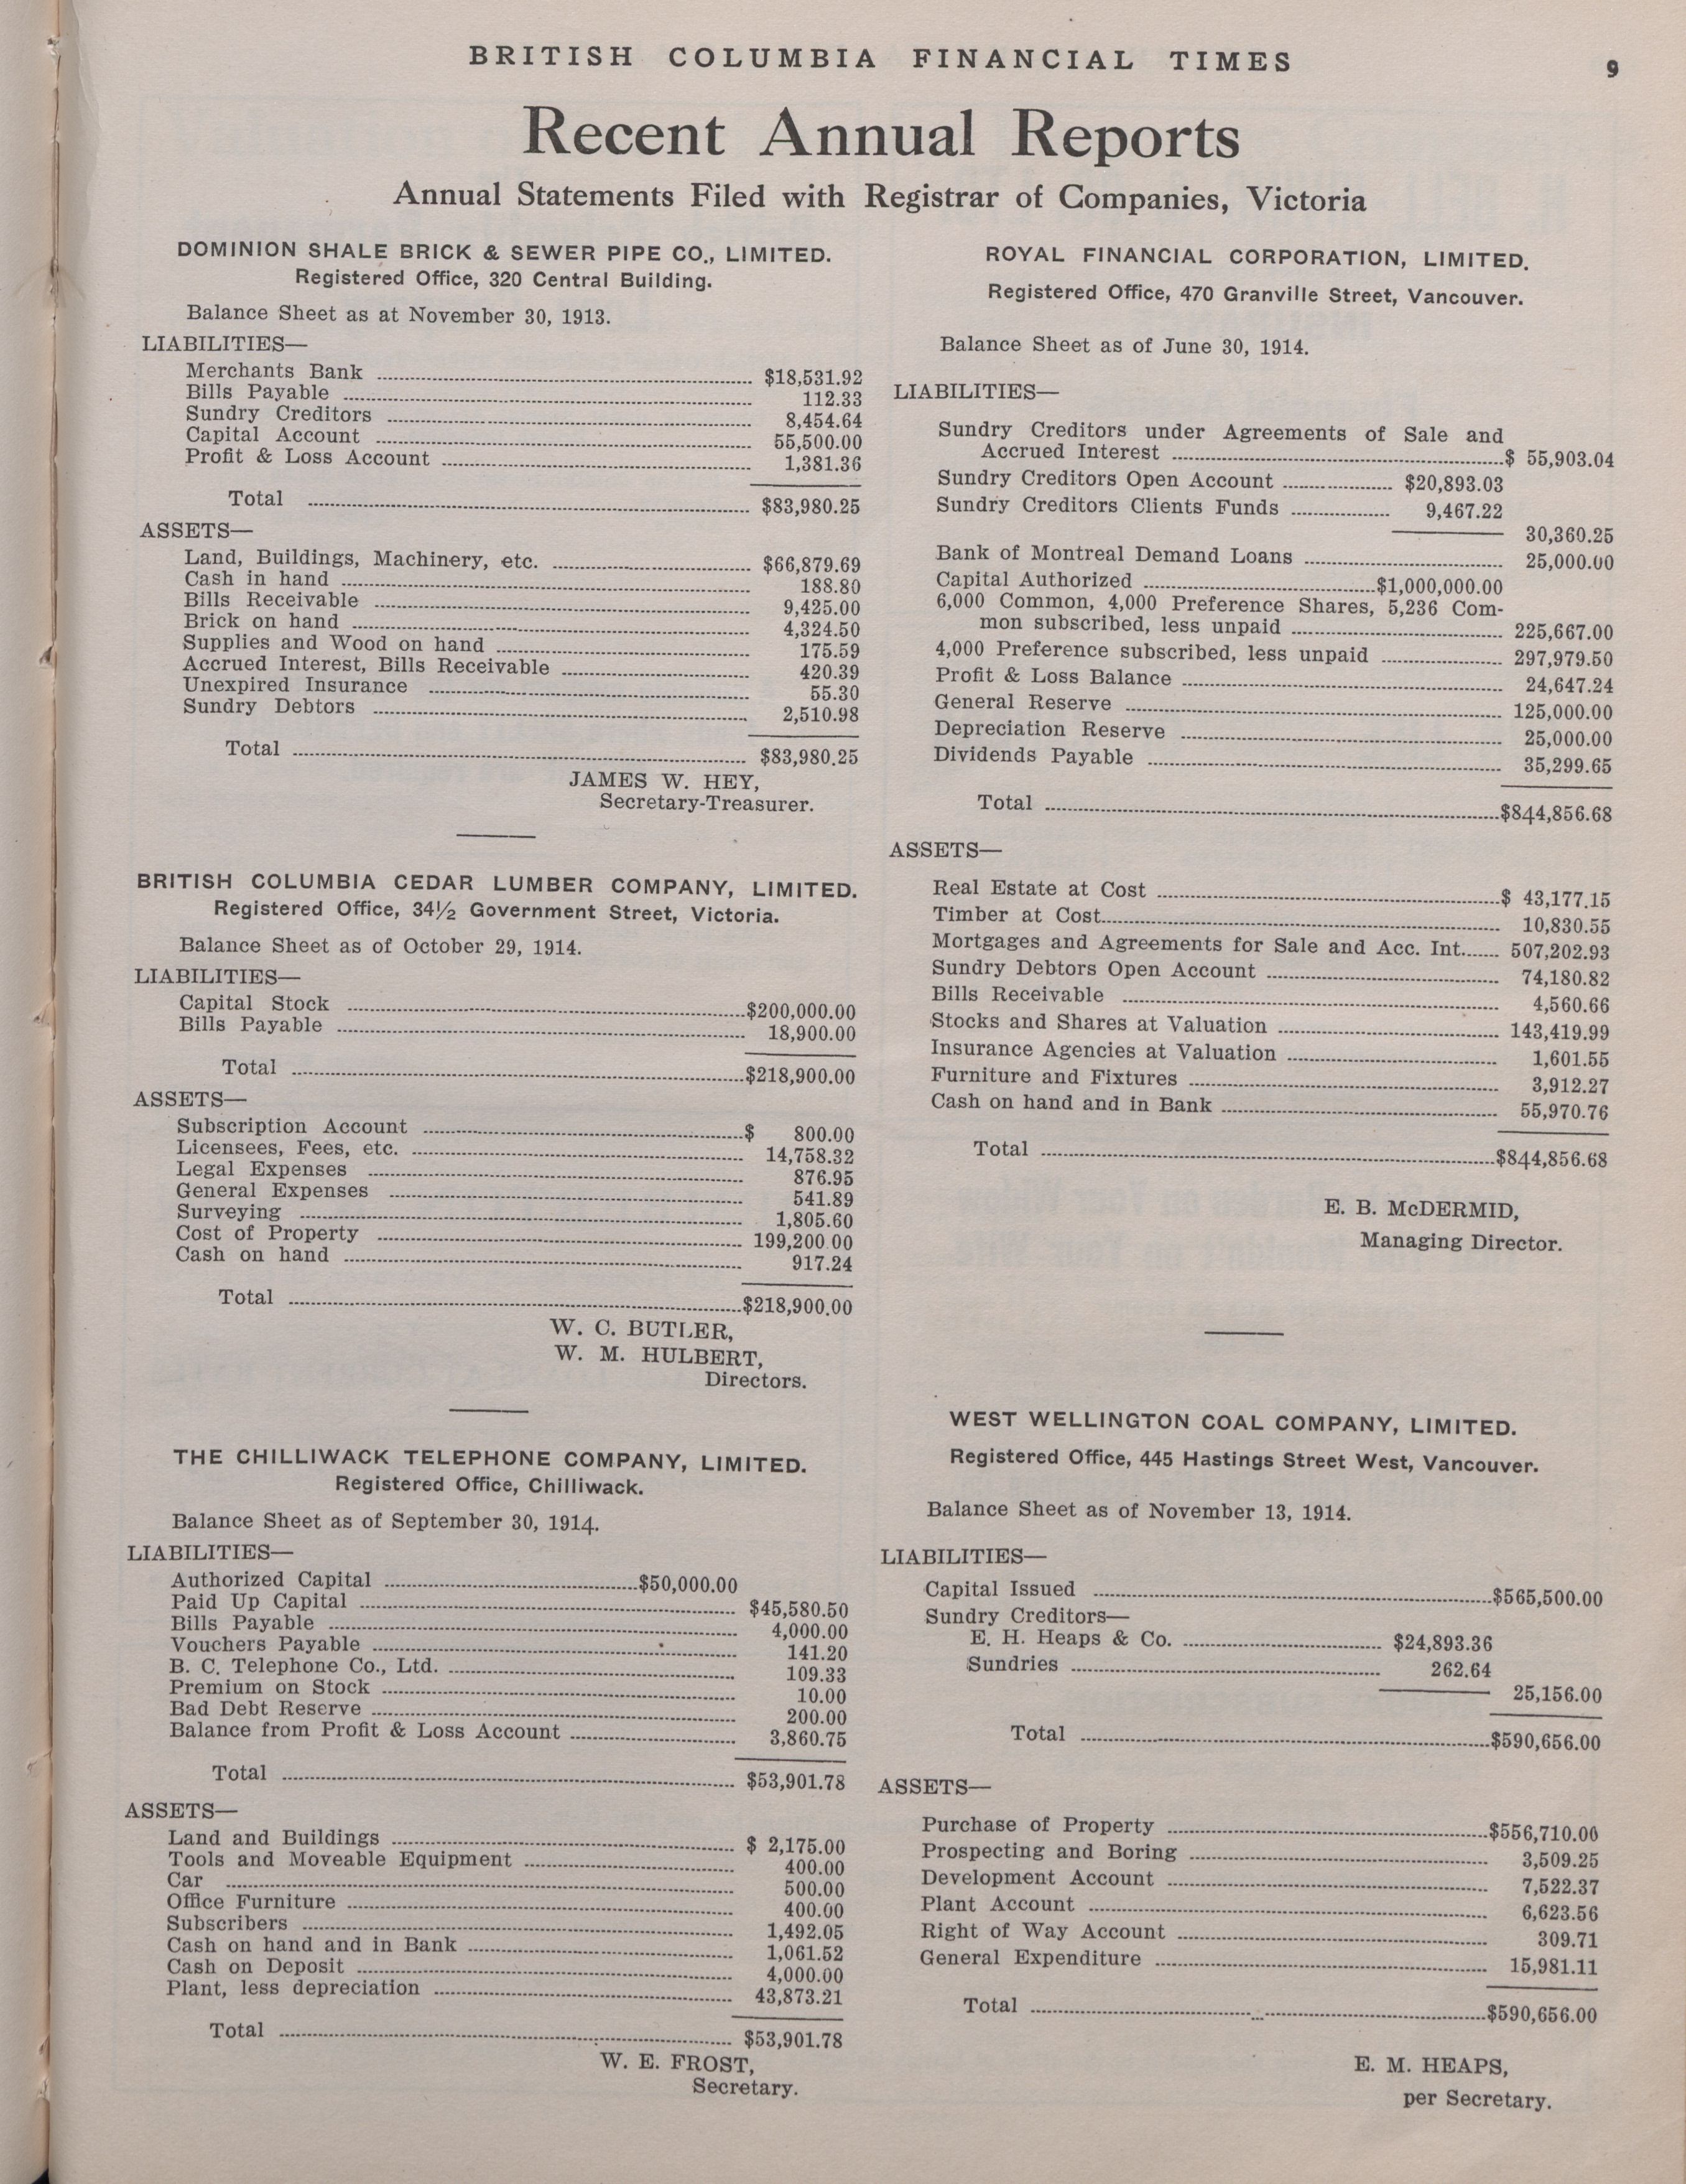 BRITISH COLUMBIA FINANCIAL TIMES 9
Recent Annual Reports
Annual Statements Filed with Registrar of Companies, Victoria
DOMINION SHALE BRICK & SEWER PIPE CO., LIMITED.
Registered Office, 320 Central Building.
Balance Sheet as at November 30, 1913.
LIABILITIES—
Merchants Bank $18,531.92
Bills Payable 112.33
Sundry Creditors 8,454.64
Capital Account 55,500.00
Profit & Loss Account 1,381.36
Total $83,980.25
ASSETS—
Land, Buildings, Machinery, etc. $66,879.69
Cash in hand 188.80
Bills Receivable 9,425.00
Brick on hand 4,324.50
Supplies and Wood on hand 175.59
Accrued Interest, Bills Receivable 420.39
Unexpired Insurance 55.30
Sundry Debtors 2,510.98
Total $83,980.25
JAMES W. HEY,
Secretary-Treasurer.
BRITISH COLUMBIA CEDAR LUMBER COMPANY, LIMITED.
Registered Office, 34½ Government Street, Victoria.
Balance Sheet as of October 29, 1914.
LIABILITIES—
Capital Stock $200,000.00
Bills Payable 18,900.00
Total $218,900.00
ASSETS—
Subscription Account $ 800.00
Licensees, Fees, etc. 14,758.32
Legal Expenses 876.95
General Expenses 541.89
Surveying 1,805.60
Cost of Property 199,200.00
Cash on hand 917.24
Total $218,900.00
W. C. BUTLER,
W. M. HULBERT,
Directors.
THE CHILLIWACK TELEPHONE COMPANY, LIMITED.
Registered Office, Chilliwack.
Balance Sheet as of September 30, 1914.
LIABILITIES—
Authorized Capital $50,000.00
Paid Up Capital $45,580.50
Bills Payable 4,000.00
Vouchers Payable 141.20
B. C. Telephone Co., Ltd. 109.33
Premium on Stock 10.00
Bad Debt Reserve 200.00
Balance from Profit & Loss Account 3,860.75
Total $53,901.78
ASSETS—
Land and Buildings $ 2,175.00
Tools and Moveable Equipment 400.00
Car 500.00
Office Furniture 400.00
Subscribers 1,492.05
Cash on hand and in Bank 1,061.52
Cash on Deposit 4,000.00
Plant, less depreciation 43,873.21
Total $53,901.78
W. E. FROST,
Secretary.
ROYAL FINANCIAL CORPORATION, LIMITED.
Registered Office, 470 Granville Street, Vancouver.
Balance Sheet as of June 30, 1914.
LIABILITIES—
Sundry Creditors under Agreements of Sale and
Accrued Interest $ 55,903.04
Sundry Creditors Open Account $20,893.03
Sundry Creditors Clients Funds 9,467.22
30,360.25
Bank of Montreal Demand Loans 25,000.00
Capital Authorized $1,000,000.00
6,000 Common, 4,000 Preference Shares, 5,236 Com-
mon subscribed, less unpaid 225,667.00
4,000 Preference subscribed, less unpaid 297,979.50
Profit & Loss Balance 24,647.24
General Reserve 125,000.00
Depreciation Reserve 25,000.00
Dividends Payable 35,299.65
Total $844,856.68
ASSETS—
Real Estate at Cost $ 43,177.15
Timber at Cost 10,830.55
Mortgages and Agreements for Sale and Acc. Int. 507,202.93
Sundry Debtors Open Account 74,180.82
Bills Receivable 4,560.66
Stocks and Shares at Valuation 143,419.99
Insurance Agencies at Valuation 1,601.55
Furniture and Fixtures 3,912.27
Cash on hand and in Bank 55,970.76
Total $844,856.68
E. B. McDERMID,
Managing Director.
WEST WELLINGTON COAL COMPANY, LIMITED.
Registered Office, 445 Hastings Street West, Vancouver.
Balance Sheet as of November 13, 1914.
LIABILITIES—
Capital Issued $565,500.00
Sundry Creditors—
E. H. Heaps & Co. $24,893.36
Sundries 262.64
25,156.00
Total $590,656.00
ASSETS—
Purchase of Property $556,710.00
Prospecting and Boring 3,509.25
Development Account 7,522.37
Plant Account 6,623.56
Right of Way Account 309.71
General Expenditure 15,981.11
Total $590,656.00
E. M. HEAPS,
per Secretary.